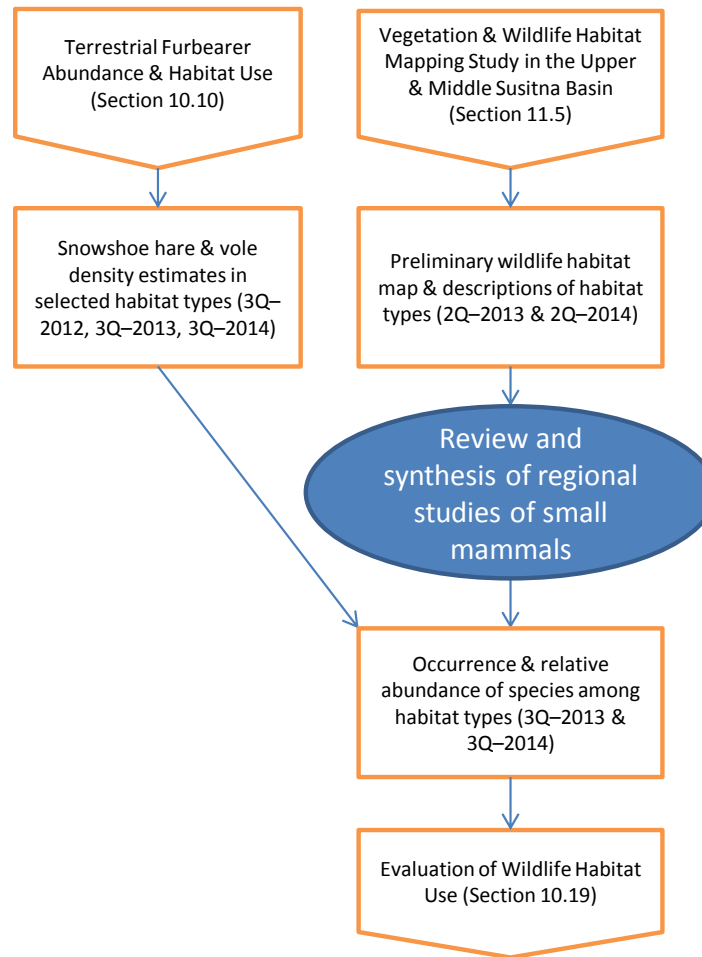 Terrestrial Furbearer
Abundance & Habitat Use
(Section 10.10)
Vegetation & Wildlife Habitat
Mapping Study in the Upper
& Middle Susitna Basin
(Section 11.5)
Snowshoe hare & vole
density estimates in
selected habitat types (3Q–
2012, 3Q–2013, 3Q–2014)
Preliminary wildlife habitat
map & descriptions of habitat
types (2Q–2013 & 2Q–2014)
Review and
synthesis of regional
studies of small
mammals
Occurrence & relative
abundance of species among
habitat types (3Q–2013 &
3Q–2014)
Evaluation of Wildlife Habitat
Use (Section 10.19)